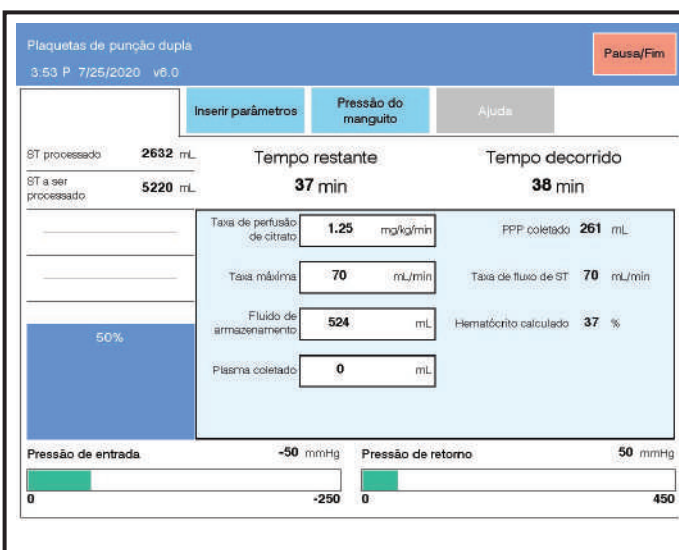 Plaquetas de punção dupla
3:53 P 7/25/2020 v6.0
Pausa/Fim
Inserir parâmetros
Pressão do
manguito
Ajuda
ST processado 2632 mL
ST a ser
processado 5220 mL
Tempo restante
37 min
Tempo decorrido
38 min
50%
Taxa de perfusão
de citrato 1.25 mg/kg/min
Taxa máxima 70 mL/min
Fluido de
armazenamento 524 mL
Plasma coletado 0 mL
PPP coletado 261 mL
Taxa de fluxo de ST 70 mL/min
Hematócrito calculado 37 %
Pressão de entrada -50 mmHg
0 -250
Pressão de retorno 50 mmHg
0 450